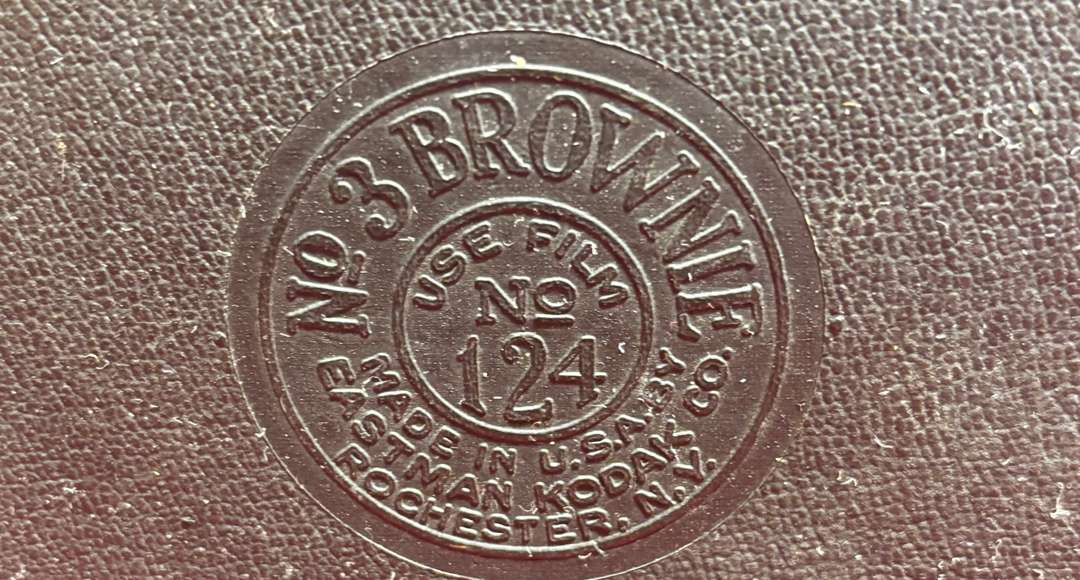 No 3 BROWNIE
USE FILM
No
124
MADE IN U.S.A. BY
EASTMAN KODAK CO.
ROCHESTER, N.Y.